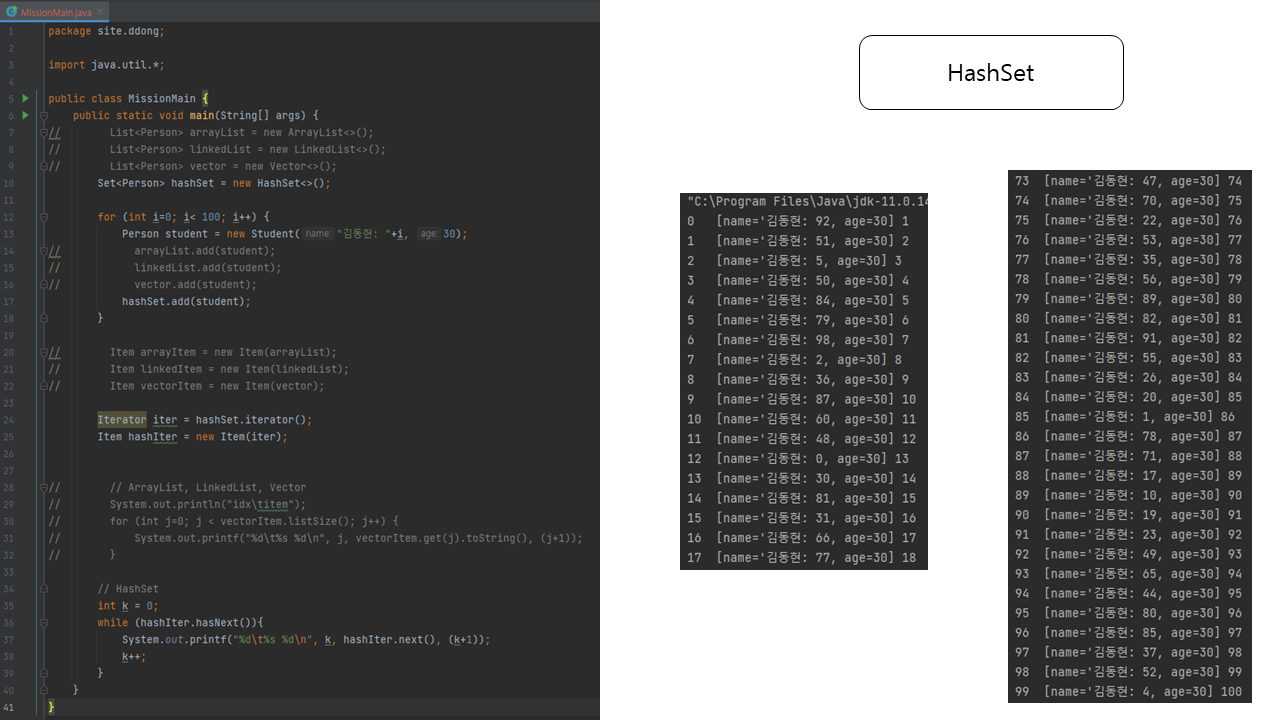 MissionMain.java
1 package site.ddong;
2
3 import java.util.*;
4
5 public class MissionMain {
6 public static void main(String[] args) {
7 // List<Person> arrayList = new ArrayList<>();
8 // List<Person> linkedList = new LinkedList<>();
9 // List<Person> vector = new Vector<>();
10 Set<Person> hashSet = new HashSet<>();
11
12 for (int i=0; i< 100; i++) {
13 Person student = new Student( name: "김동현: "+i, age: 30);
14 // arrayList.add(student);
15 // linkedList.add(student);
16 // vector.add(student);
17 hashSet.add(student);
18 }
19
20 // Item arrayItem = new Item(arrayList);
21 // Item linkedItem = new Item(linkedList);
22 // Item vectorItem = new Item(vector);
23
24 Iterator iter = hashSet.iterator();
25 Item hashIter = new Item(iter);
26
27
28 // // ArrayList, LinkedList, Vector
29 // System.out.println("idx\titem");
30 // for (int j=0; j < vectorItem.listSize(); j++) {
31 // System.out.printf("%d\t%s %d\n", j, vectorItem.get(j).toString(), (j+1));
32 // }
33
34 // HashSet
35 int k = 0;
36 while (hashIter.hasNext()){
37 System.out.printf("%d\t%s %d\n", k, hashIter.next(), (k+1));
38 k++;
39 }
40 }
41 }
HashSet
"C:\Program Files\Java\jdk-11.0.14
0 [name='김동현: 92, age=30] 1
1 [name='김동현: 51, age=30] 2
2 [name='김동현: 5, age=30] 3
3 [name='김동현: 50, age=30] 4
4 [name='김동현: 84, age=30] 5
5 [name='김동현: 79, age=30] 6
6 [name='김동현: 98, age=30] 7
7 [name='김동현: 2, age=30] 8
8 [name='김동현: 36, age=30] 9
9 [name='김동현: 87, age=30] 10
10 [name='김동현: 60, age=30] 11
11 [name='김동현: 48, age=30] 12
12 [name='김동현: 0, age=30] 13
13 [name='김동현: 30, age=30] 14
14 [name='김동현: 81, age=30] 15
15 [name='김동현: 31, age=30] 16
16 [name='김동현: 66, age=30] 17
17 [name='김동현: 77, age=30] 18
73 [name='김동현: 47, age=30] 74
74 [name='김동현: 70, age=30] 75
75 [name='김동현: 22, age=30] 76
76 [name='김동현: 53, age=30] 77
77 [name='김동현: 35, age=30] 78
78 [name='김동현: 56, age=30] 79
79 [name='김동현: 89, age=30] 80
80 [name='김동현: 82, age=30] 81
81 [name='김동현: 91, age=30] 82
82 [name='김동현: 55, age=30] 83
83 [name='김동현: 26, age=30] 84
84 [name='김동현: 20, age=30] 85
85 [name='김동현: 1, age=30] 86
86 [name='김동현: 78, age=30] 87
87 [name='김동현: 71, age=30] 88
88 [name='김동현: 17, age=30] 89
89 [name='김동현: 10, age=30] 90
90 [name='김동현: 19, age=30] 91
91 [name='김동현: 23, age=30] 92
92 [name='김동현: 49, age=30] 93
93 [name='김동현: 65, age=30] 94
94 [name='김동현: 44, age=30] 95
95 [name='김동현: 80, age=30] 96
96 [name='김동현: 85, age=30] 97
97 [name='김동현: 37, age=30] 98
98 [name='김동현: 52, age=30] 99
99 [name='김동현: 4, age=30] 100